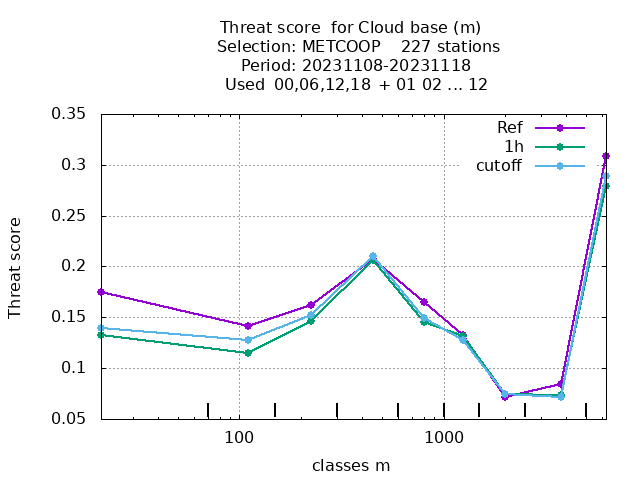 Threat score  for Cloud base (m)
Selection: METCOOP    227 stations
Period: 20231108-20231118
Used  00,06,12,18 + 01 02 ... 12
0.35
0.3
0.25
0.2
0.15
0.1
0.05
Threat score
Ref
1h
cutoff
100
1000
classes m